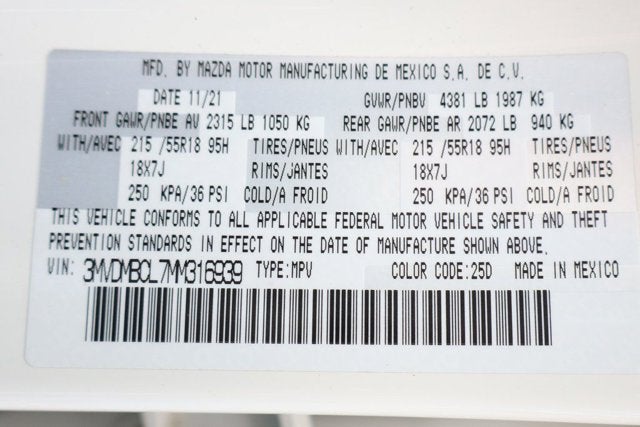 MFD. BY MAZDA MOTOR MANUFACTURING DE MEXICO S.A. DE C.V.
DATE 11/21 GVWR/PNBV 4381 LB 1987 KG
FRONT GAWR/PNBE AV 2315 LB 1050 KG REAR GAWR/PNBE AR 2072 LB 940 KG
WITH/AVEC 215 /55R18 95H TIRES/PNEUS WITH/AVEC 215 /55R18 95H TIRES/PNEUS
18X7J RIMS/JANTES 18X7J RIMS/JANTES
250 KPA/36 PSI COLD/A FROID 250 KPA/36 PSI COLD/A FROID
THIS VEHICLE CONFORMS TO ALL APPLICABLE FEDERAL MOTOR VEHICLE SAFETY AND THEFT
PREVENTION STANDARDS IN EFFECT ON THE DATE OF MANUFACTURE SHOWN ABOVE.
VIN: 3MVDMBCL7MM316939 TYPE:MPV COLOR CODE:25D MADE IN MEXICO